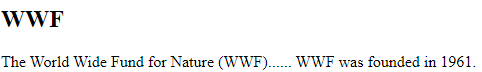 WWF
The World Wide Fund for Nature (WWF)...... WWF was founded in 1961.